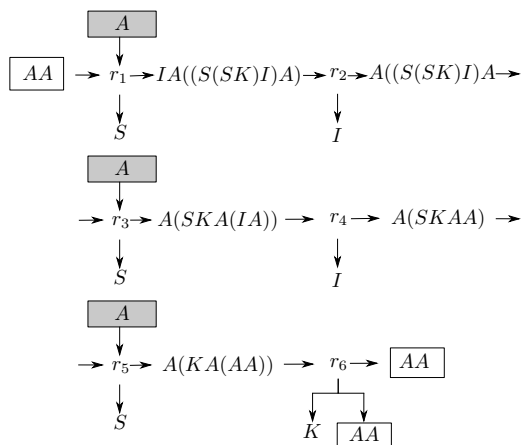 A
AA r₁ IA((S(SK)I)A) r₂ A((S(SK)I)A
S I
A
r₃ A(SKA(IA)) r₄ A(SKAA)
S I
A
r₅ A(KA(AA)) r₆ AA
S K AA